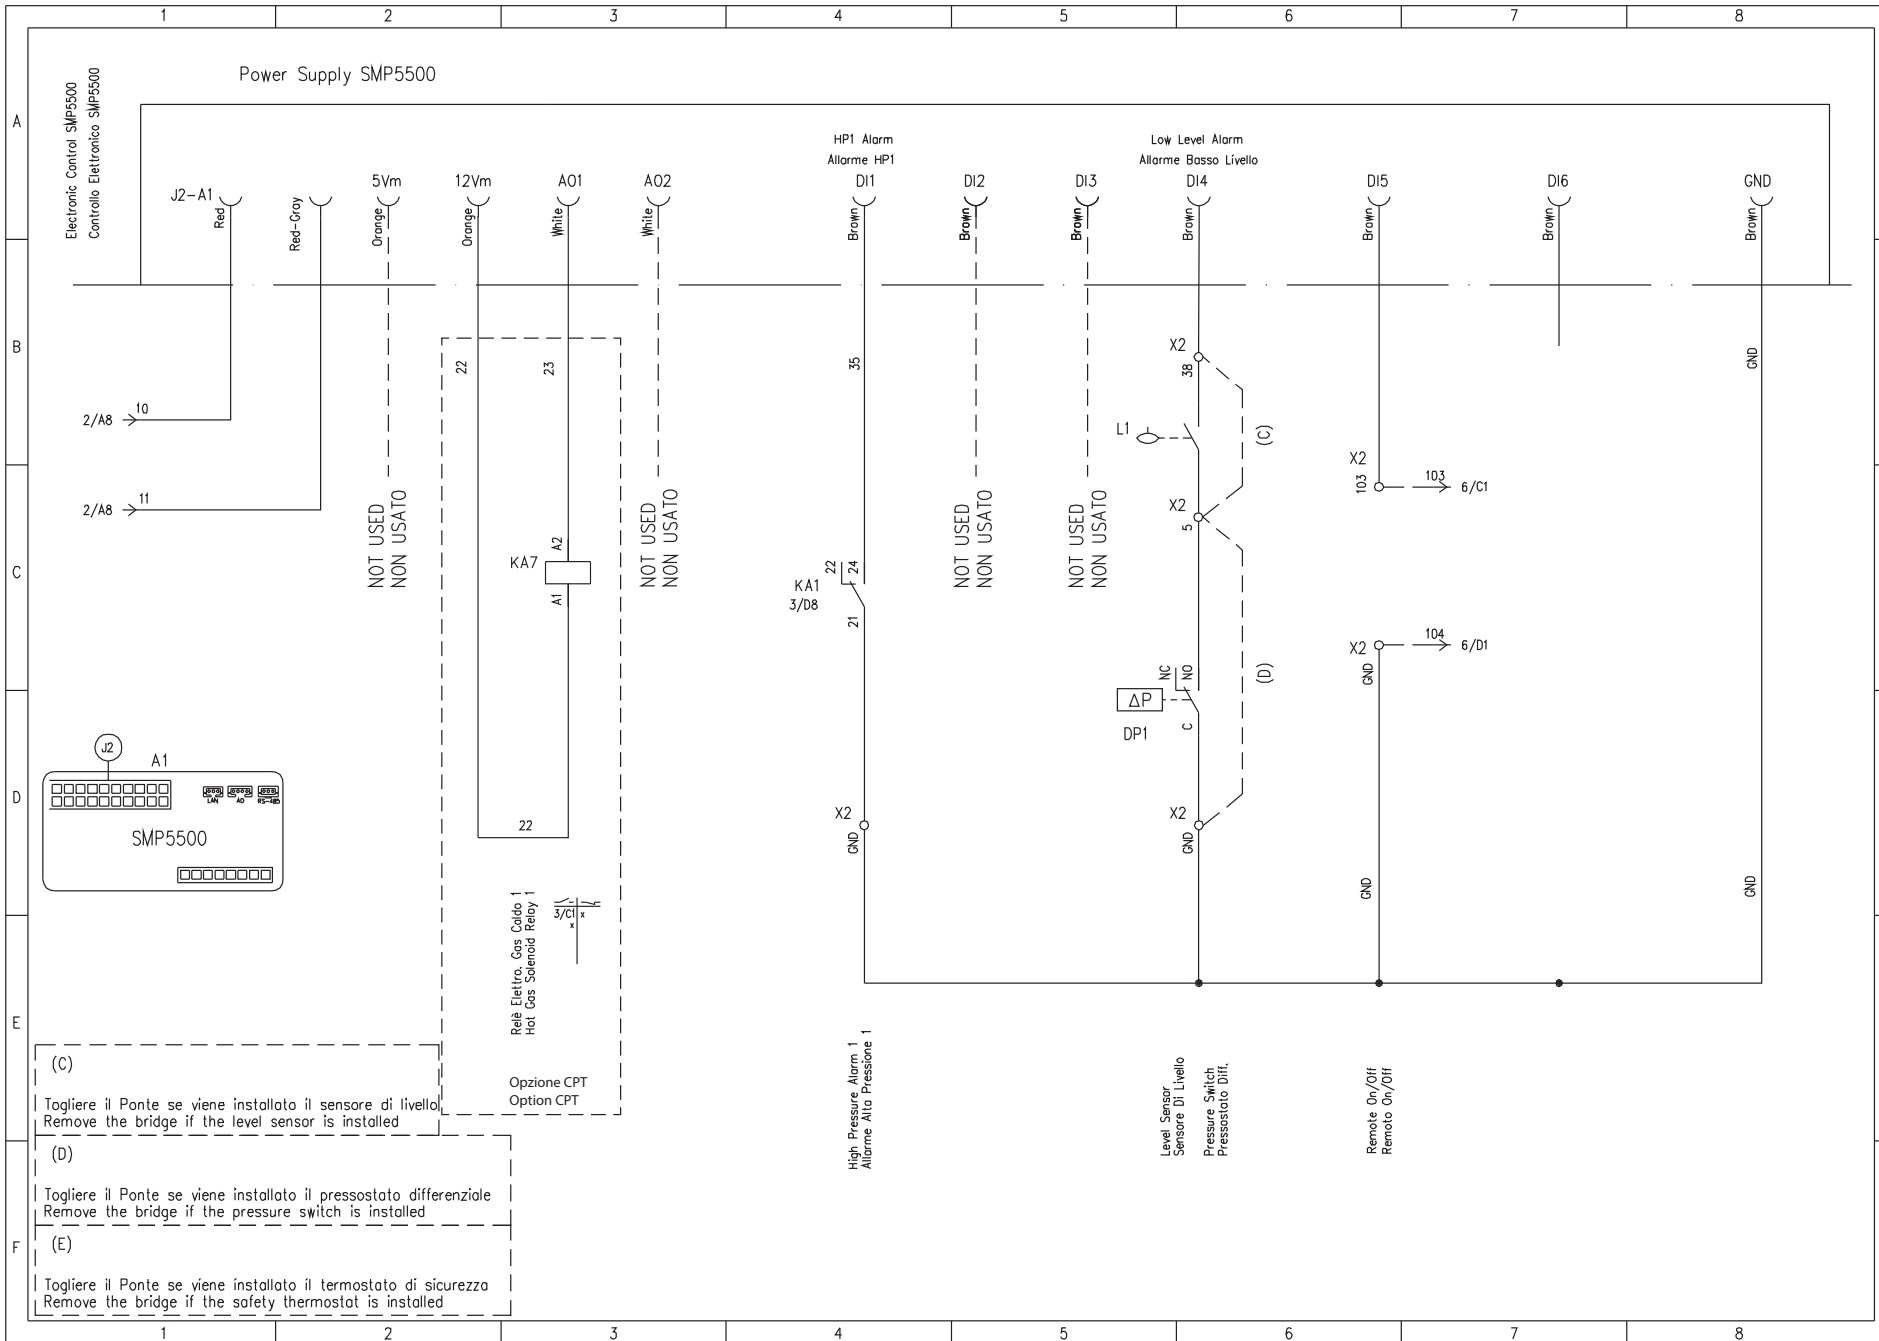 1 2 3 4 5 6 7 8
A
B
C
D
E
F
Power Supply SMP5500
Electronic Control SMP5500
Controllo Elettronico SMP5500
J2-A1
Red
Red-Gray
5Vm
Orange
12Vm
Orange
AO1
White
AO2
White
HP1 Alarm
Allarme HP1
DI1
Brown
DI2
Brown
DI3
Brown
Low Level Alarm
Allarme Basso Livello
DI4
Brown
DI5
Brown
DI6
Brown
GND
Brown
2/A8
10
2/A8
11
NOT USED
NON USATO
22
23
KA7
A2
A1
22
NOT USED
NON USATO
35
KA1
3/D8
22
24
21
X2
GND
NOT USED
NON USATO
NOT USED
NON USATO
X2
38
L1
(C)
X2
5
NC
NO
ΔP
DP1
C
(D)
X2
GND
X2
103
103
6/C1
X2
GND
104
6/D1
GND
GND
GND
J2
A1
LAN
AO
RS-485
SMP5500
Relè Elettro. Gas Caldo 1
Hot Gas Solenoid Relay 1
3/C1 x
x
Opzione CPT
Option CPT
High Pressure Alarm 1
Allarme Alta Pressione 1
Level Sensor
Sensore Di Livello
Pressure Switch
Pressostato Diff.
Remote On/Off
Remoto On/Off
(C)
Togliere il Ponte se viene installato il sensore di livello
Remove the bridge if the level sensor is installed
(D)
Togliere il Ponte se viene installato il pressostato differenziale
Remove the bridge if the pressure switch is installed
(E)
Togliere il Ponte se viene installato il termostato di sicurezza
Remove the bridge if the safety thermostat is installed
1 2 3 4 5 6 7 8